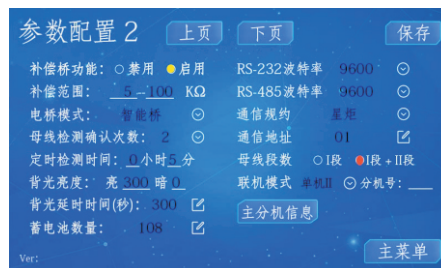 参数配置2 上页 下页 保存
补偿桥功能: 禁用 启用
补偿范围: 5 -- 100 KΩ
电桥模式: 智能桥
母线检测确认次数: 2
定时检测时间: 0 小时 5 分
背光亮度: 亮 300 暗 0
背光延时时间(秒): 300
蓄电池数量: 108
RS-232波特率 9600
RS-485波特率 9600
通信规约 星炬
通信地址 01
母线段数 I段 I段+II段
联机模式 单机II 分机号:
主分机信息
Ver:
主菜单